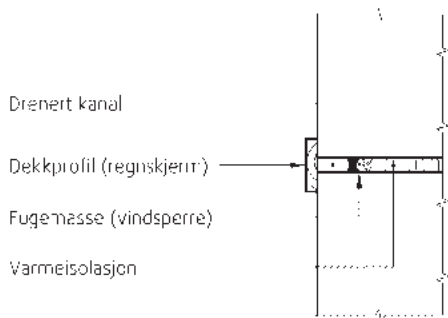 Drenert kanal
Dekkprofil (regnskjerm)
Fugemasse (vindsperre)
Varmeisolasjon